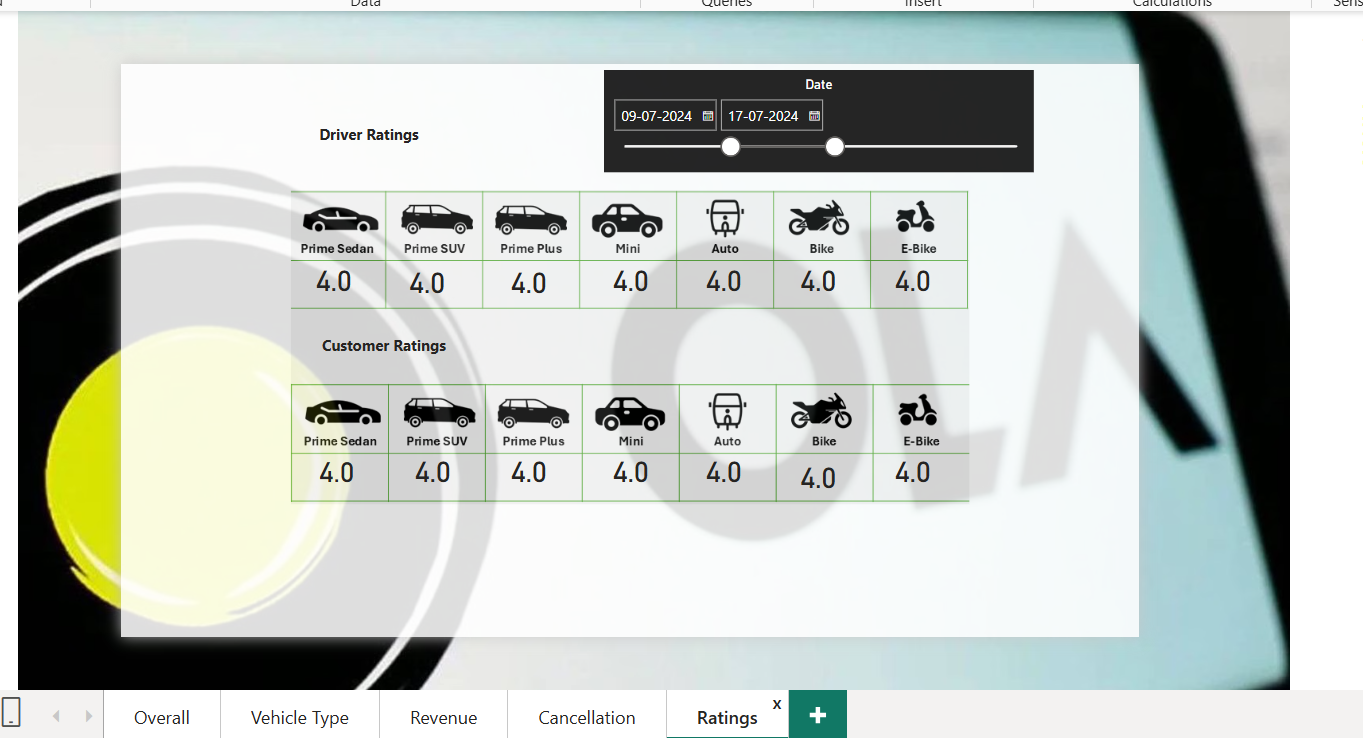 Data Queries Insert Calculations
Date
09-07-2024 17-07-2024
Driver Ratings
Prime Sedan Prime SUV Prime Plus Mini Auto Bike E-Bike
4.0 4.0 4.0 4.0 4.0 4.0 4.0
Customer Ratings
Prime Sedan Prime SUV Prime Plus Mini Auto Bike E-Bike
4.0 4.0 4.0 4.0 4.0 4.0 4.0
OLA
Overall Vehicle Type Revenue Cancellation Ratings x +